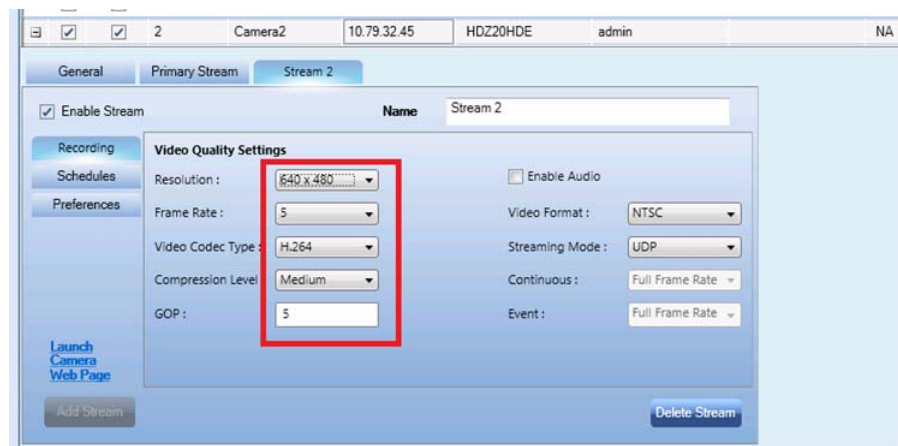 2 Camera2 10.79.32.45 HDZ20HDE admin NA
General Primary Stream Stream 2
Enable Stream Name Stream 2
Recording
Schedules
Preferences
Video Quality Settings
Resolution : 640 x 480 Enable Audio
Frame Rate : 5 Video Format : NTSC
Video Codec Type : H.264 Streaming Mode : UDP
Compression Level Medium Continuous : Full Frame Rate
GOP : 5 Event : Full Frame Rate
Launch
Camera
Web Page
Add Stream Delete Stream